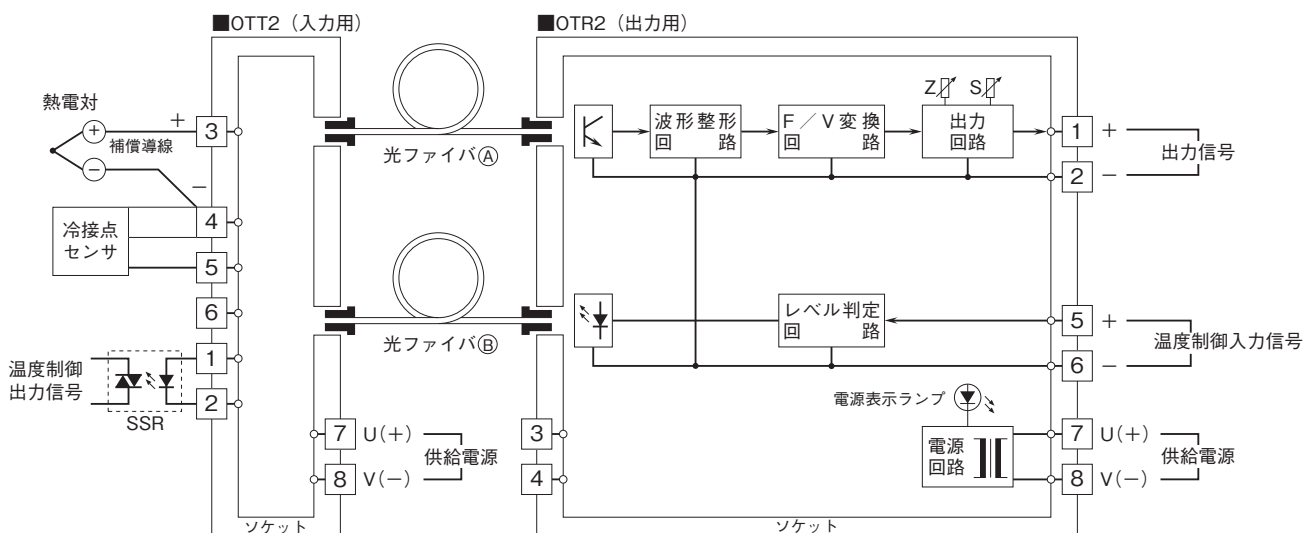 ■OTT2（入力用）
■OTR2（出力用）
熱電対
＋
－
補償導線
＋
－
3
4
5
6
1
2
冷接点
センサ
温度制御
出力信号
SSR
光ファイバⒶ
光ファイバⒷ
7 U(＋)
8 V(－)
供給電源
ソケット
波形整形
回路
F／V変換
回路
Z S
出力
回路
1 ＋
2 －
出力信号
レベル判定
回路
5 ＋
6 －
温度制御入力信号
電源表示ランプ
電源
回路
3
4
7 U(＋)
8 V(－)
供給電源
ソケット